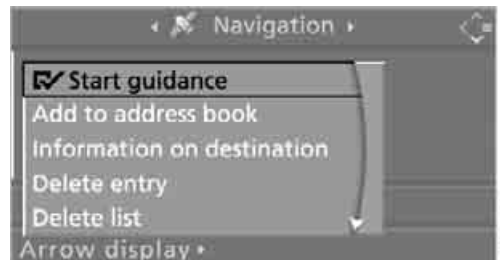 Navigation
Start guidance
Add to address book
Information on destination
Delete entry
Delete list
Arrow display